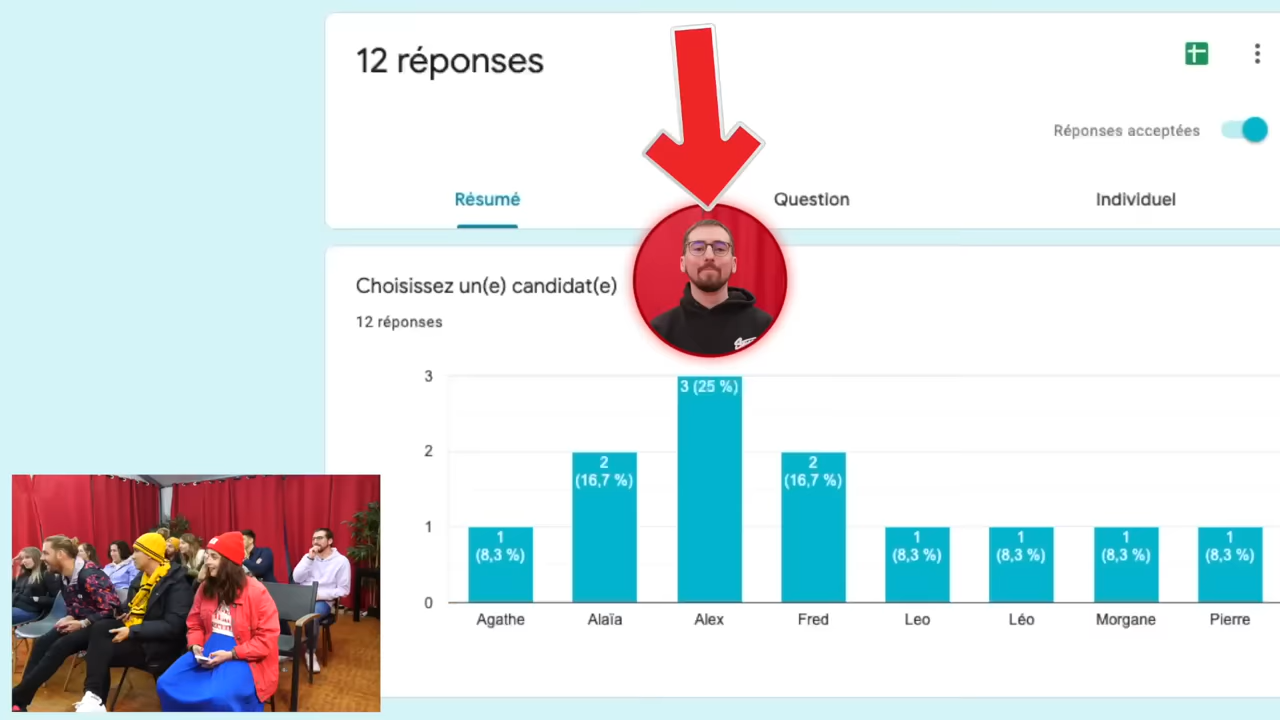 12 réponses
Réponses acceptées
Résumé
Question
Individuel
Choisissez un(e) candidat(e)
12 réponses
3
2
1
0
3 (25 %)
2
(16,7 %)
2
(16,7 %)
1
(8,3 %)
1
(8,3 %)
1
(8,3 %)
1
(8,3 %)
1
(8,3 %)
Agathe Alaïa Alex Fred Leo Léo Morgane Pierre